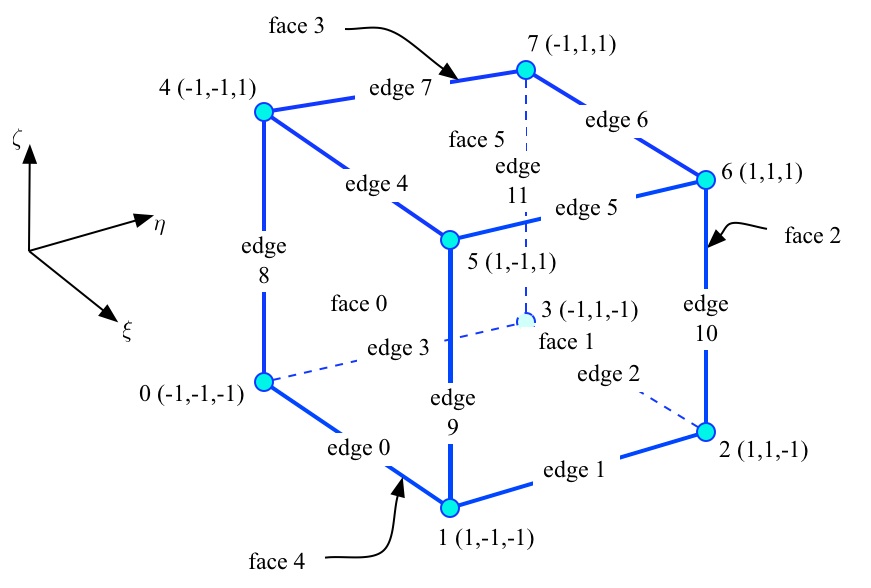 face 3
7 (-1,1,1)
4 (-1,-1,1)
edge 7
edge 6
ζ
face 5
edge
11
6 (1,1,1)
edge 4
edge 5
η
face 2
edge
8
5 (1,-1,1)
face 0
3 (-1,1,-1)
edge
10
ξ
face 1
edge 3
edge 2
0 (-1,-1,-1)
edge
9
edge 0
2 (1,1,-1)
edge 1
1 (1,-1,-1)
face 4